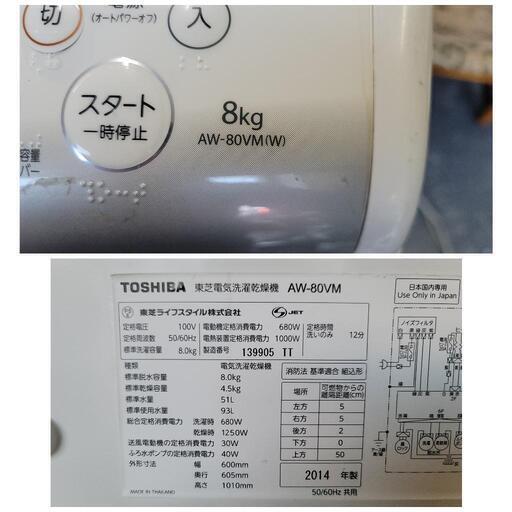 切
電源
(オートパワーオフ)
入
スタート
一時停止
8kg
AW-80VM(W)
容量
バー
TOSHIBA 東芝電気洗濯乾燥機 AW-80VM
東芝ライフスタイル株式会社 JET
定格電圧 100V 電動機定格消費電力 680W 定格時間
定格周波数 50/60Hz 電熱装置定格消費電力 1000W 洗いのみ 12分
標準洗濯容量 8.0kg 製造番号 139905 TT
種類 電気洗濯乾燥機
標準脱水容量 8.0kg
標準乾燥容量 4.5kg
標準水量 51L
標準使用水量 93L
総合定格消費電力 洗濯時 680W
乾燥時 1250W
送風電動機の定格消費電力 30W
ふろ水ポンプの定格消費電力 40W
外形寸法 幅 600mm
奥行 605mm
高さ 1010mm
MADE IN THAILAND
消防法 基準適合 組込形
場所 可燃物からの離隔距離(cm)
左方 5
右方 5
後方 2
下方 0
上方 50
2014 年製
50/60Hz 共用
日本国内専用
Use Only in Japan
ノイズフィルタ